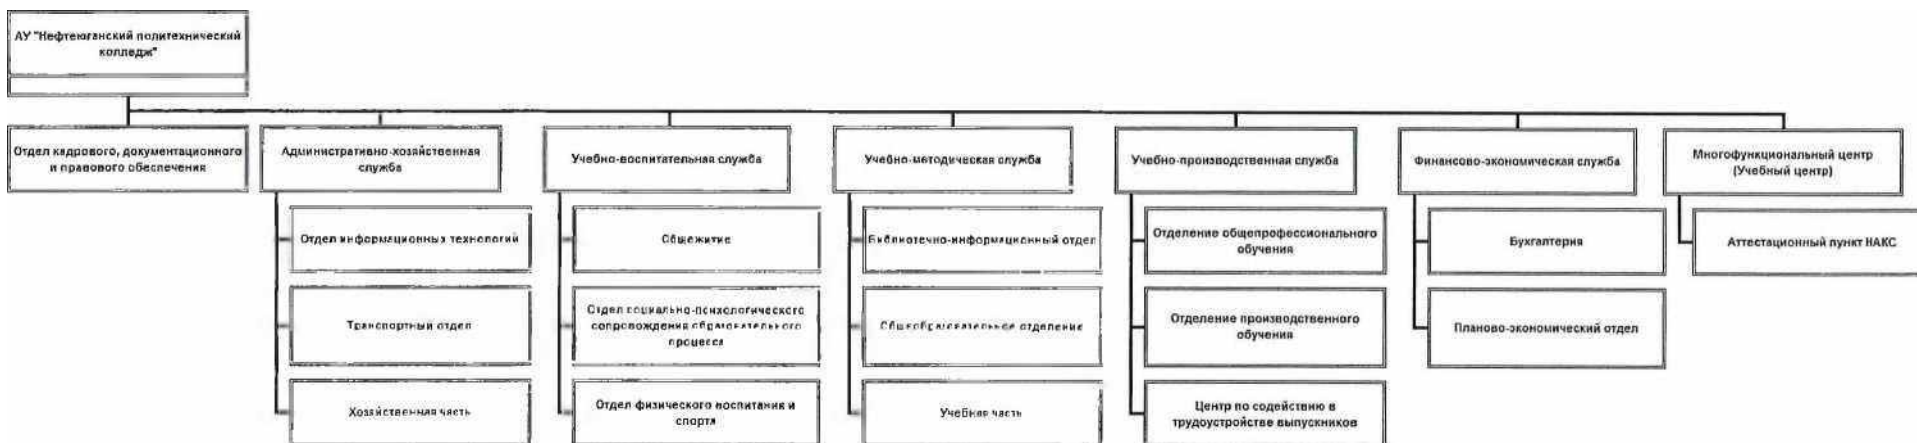 АУ "Нефтеюганский политехнический
колледж"
Отдел кадрового, документационного
и правового обеспечения
Административно-хозяйственная
служба
Учебно-воспитательная служба
Учебно-методическая служба
Учебно-производственная служба
Финансово-экономическая служба
Многофункциональный центр
(Учебный центр)
Отдел информационных технологий
Транспортный отдел
Хозяйственная часть
Общежитие
Отдел социально-психологического
сопровождения образовательного
процесса
Отдел физического воспитания и
спорта
Библиотечно-информационный отдел
Общеобразовательное отделение
Учебная часть
Отделение общепрофессионального
обучения
Отделение производственного
обучения
Центр по содействию в
трудоустройстве выпускников
Бухгалтерия
Планово-экономический отдел
Аттестационный пункт НАКС